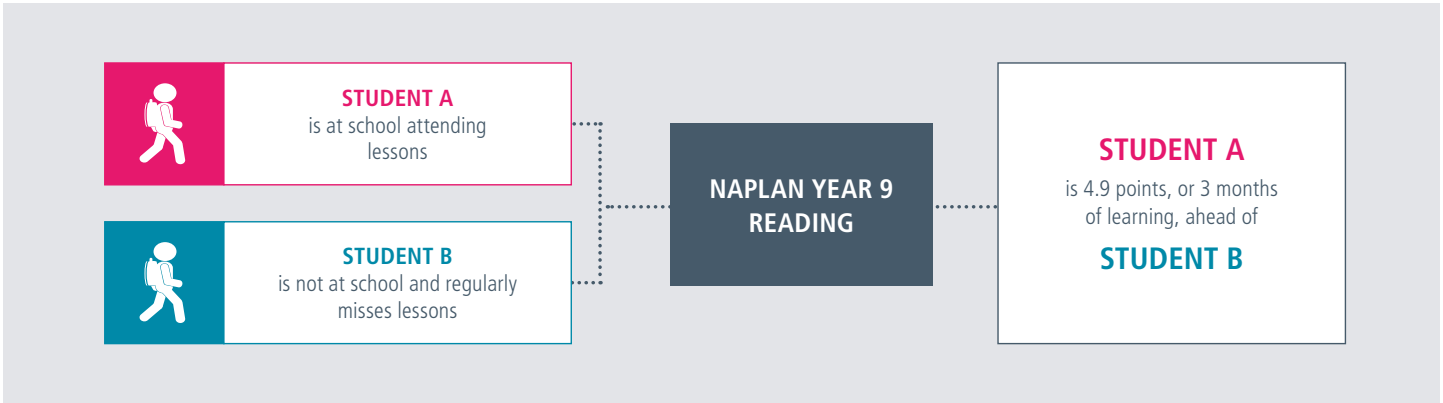 STUDENT A
is at school attending
lessons
STUDENT B
is not at school and regularly
misses lessons
NAPLAN YEAR 9
READING
STUDENT A
is 4.9 points, or 3 months
of learning, ahead of
STUDENT B